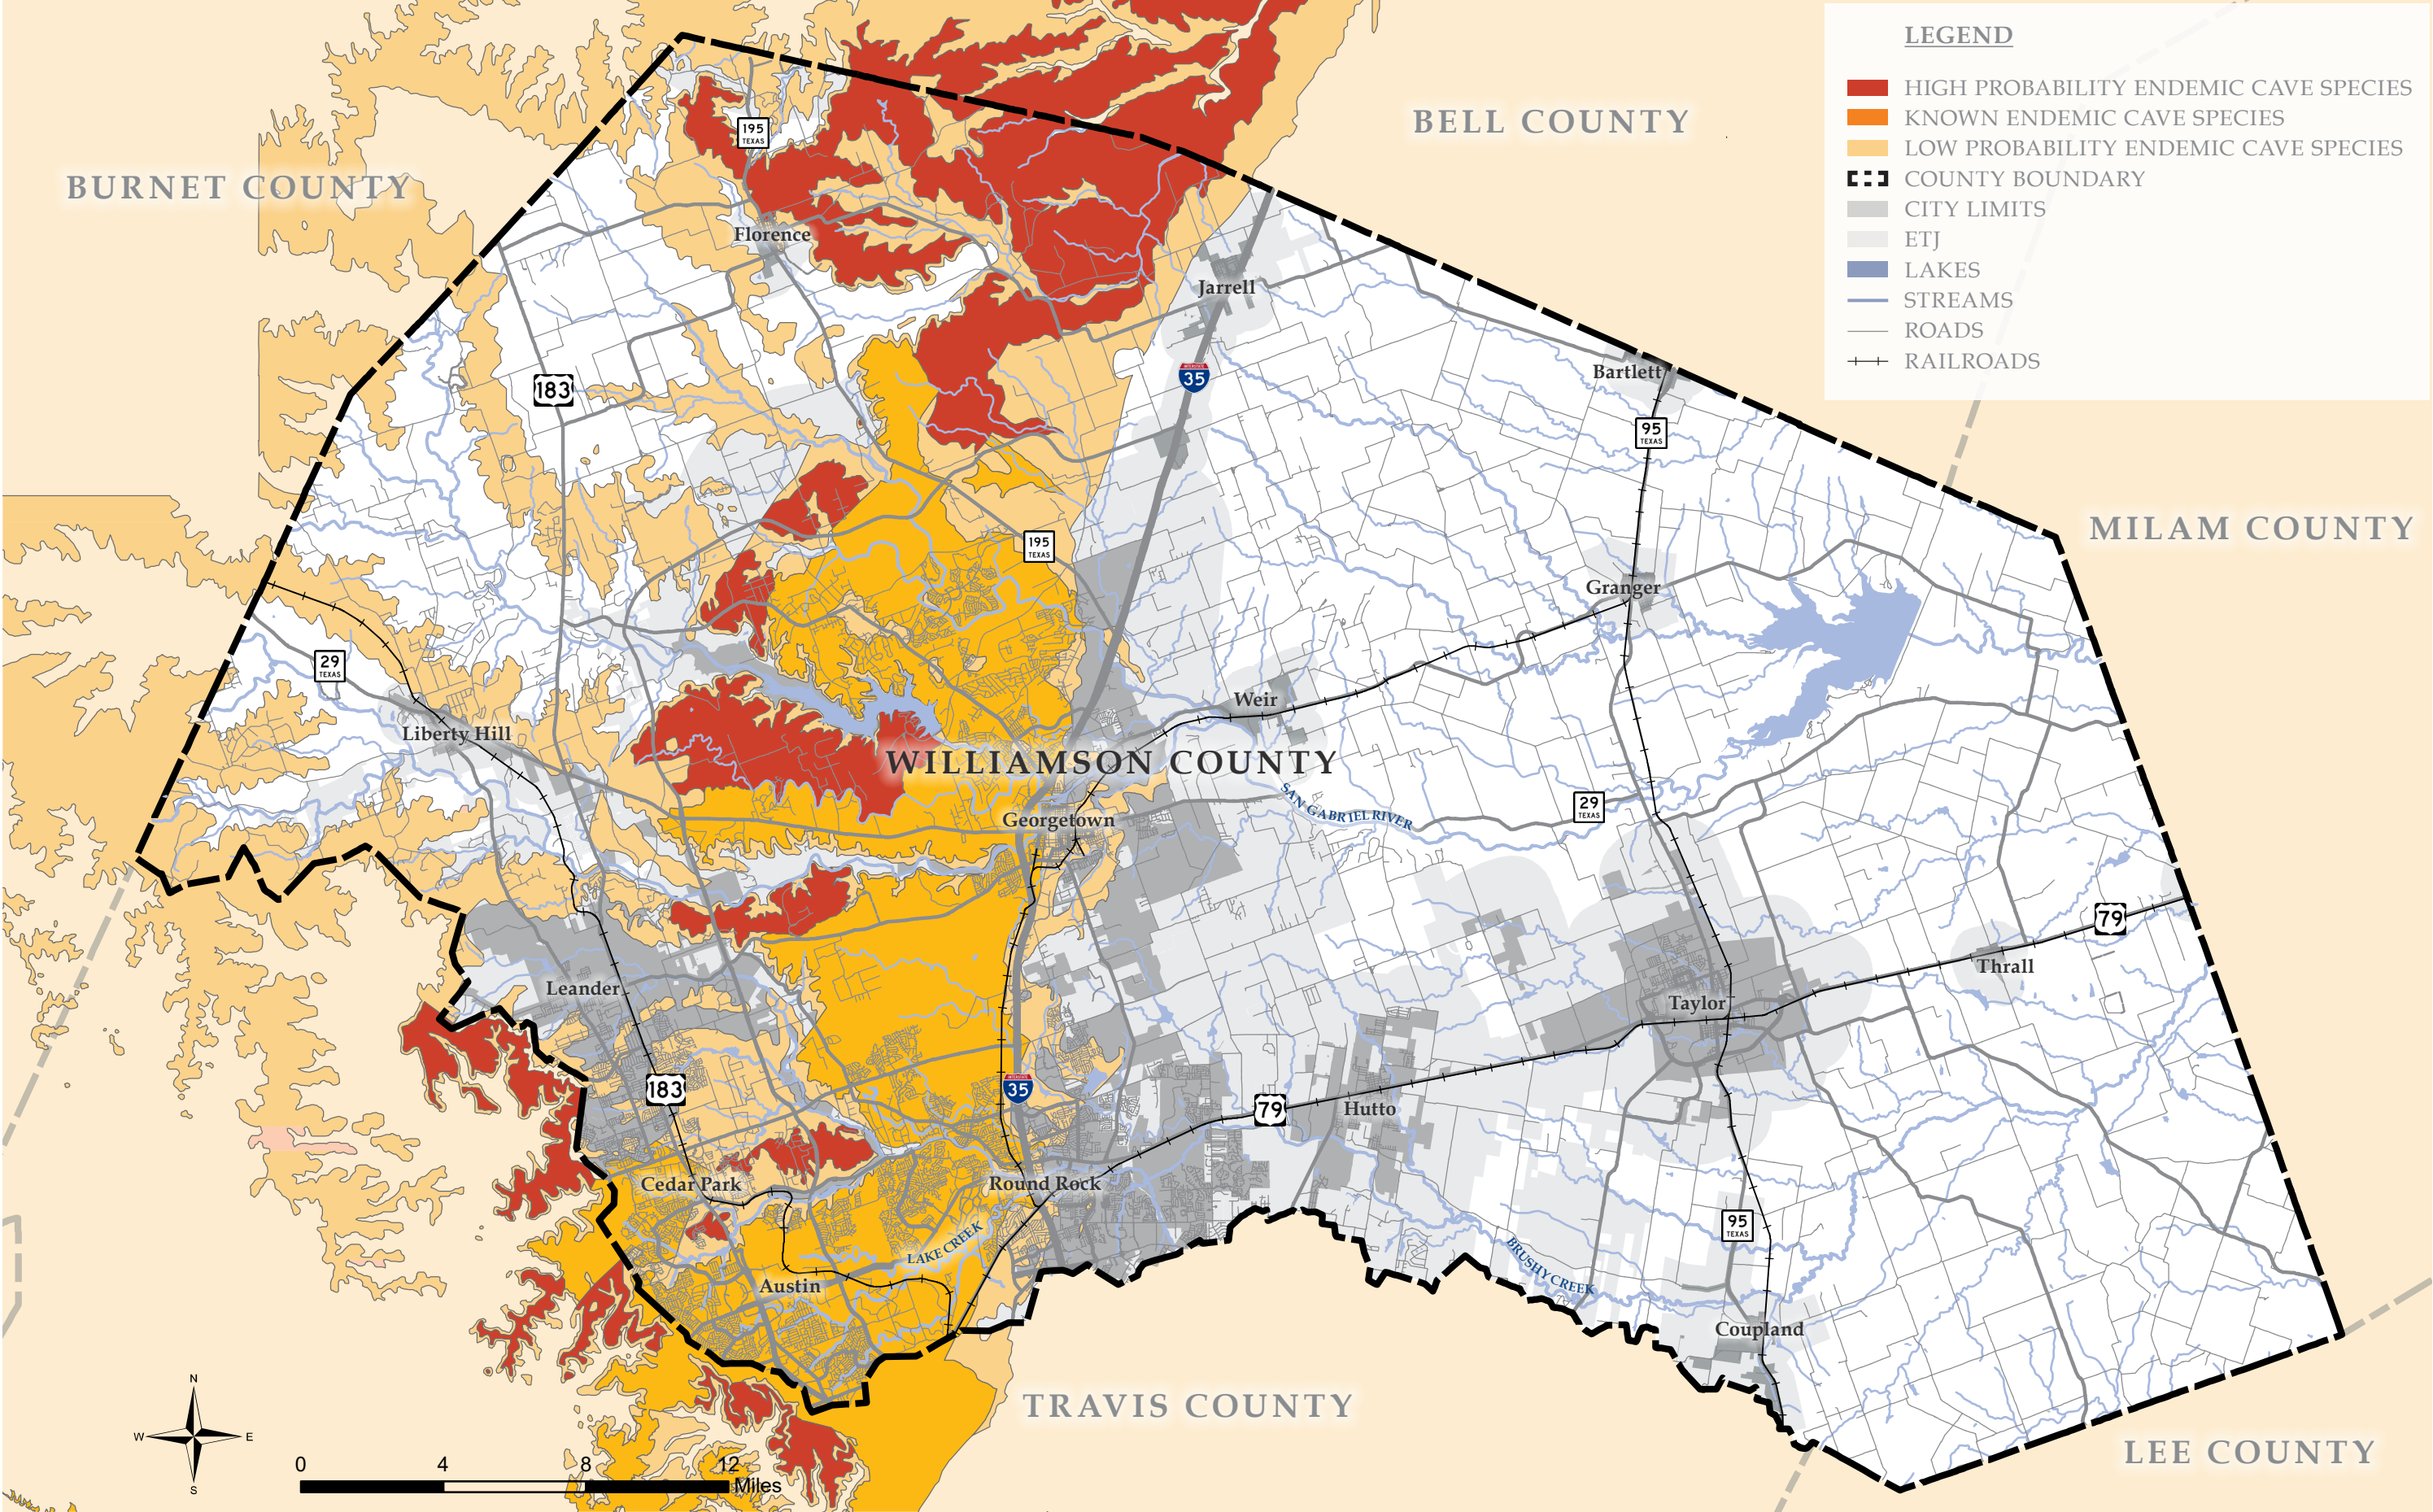 LEGEND
HIGH PROBABILITY ENDEMIC CAVE SPECIES
KNOWN ENDEMIC CAVE SPECIES
LOW PROBABILITY ENDEMIC CAVE SPECIES
COUNTY BOUNDARY
CITY LIMITS
ETJ
LAKES
STREAMS
ROADS
RAILROADS
BELL COUNTY
195
TEXAS
BURNET COUNTY
Florence
Jarrell
INTERSTATE
35
Bartlett
183
95
TEXAS
MILAM COUNTY
195
TEXAS
Granger
29
TEXAS
Weir
Liberty Hill
WILLIAMSON COUNTY
SAN GABRIEL RIVER
29
TEXAS
Georgetown
79
Thrall
Leander
Taylor
183
INTERSTATE
35
79
Hutto
Cedar Park
Round Rock
95
TEXAS
LAKE CREEK
BRUSHY CREEK
Austin
Coupland
TRAVIS COUNTY
LEE COUNTY
N
W
E
S
0
4
8
12
Miles